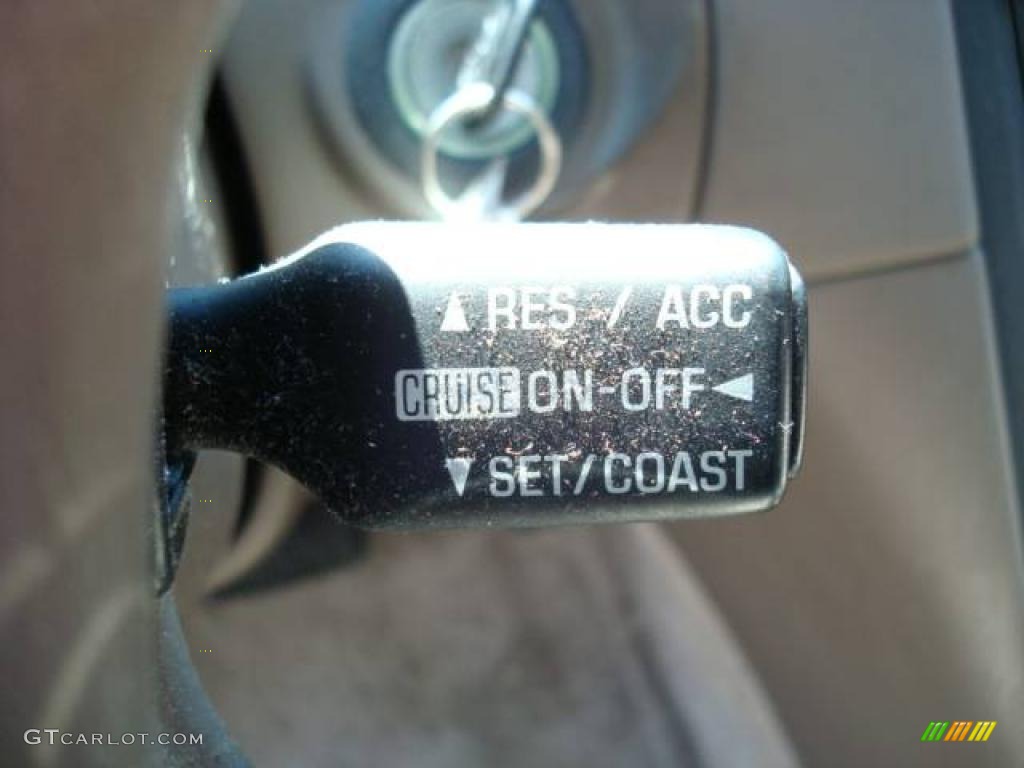 ▲ RES / ACC
CRUISE ON-OFF ◀
▼ SET/COAST
GTCARLOT.COM